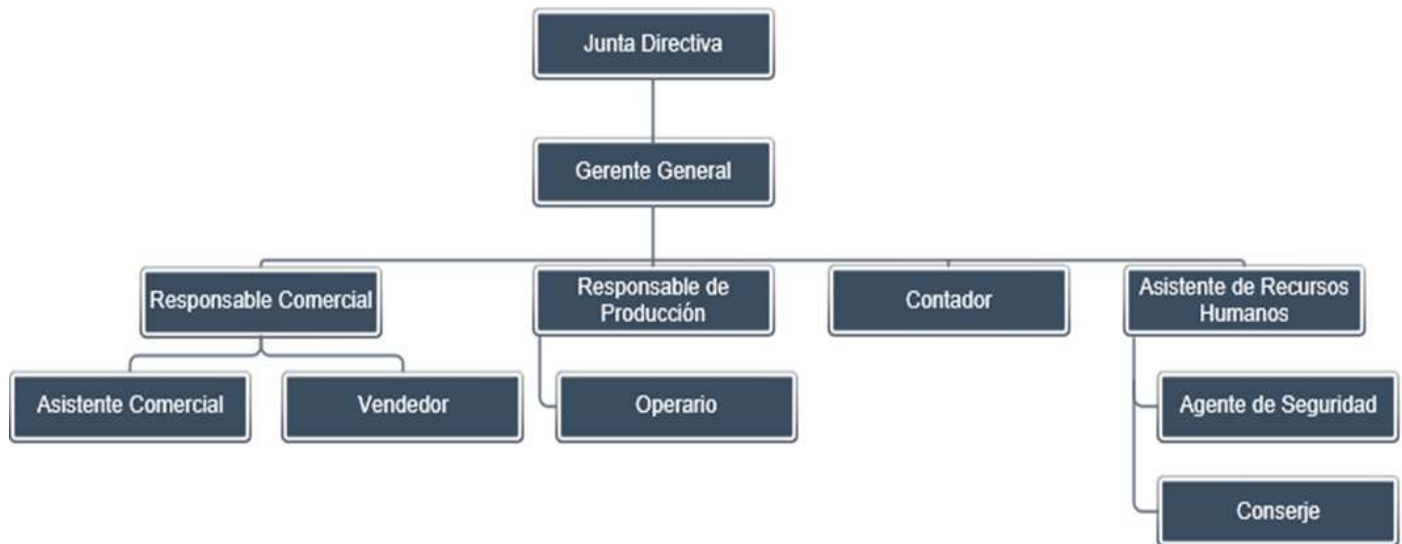 Junta Directiva
Gerente General
Responsable Comercial
Responsable de
Producción
Contador
Asistente de Recursos
Humanos
Asistente Comercial
Vendedor
Operario
Agente de Seguridad
Conserje